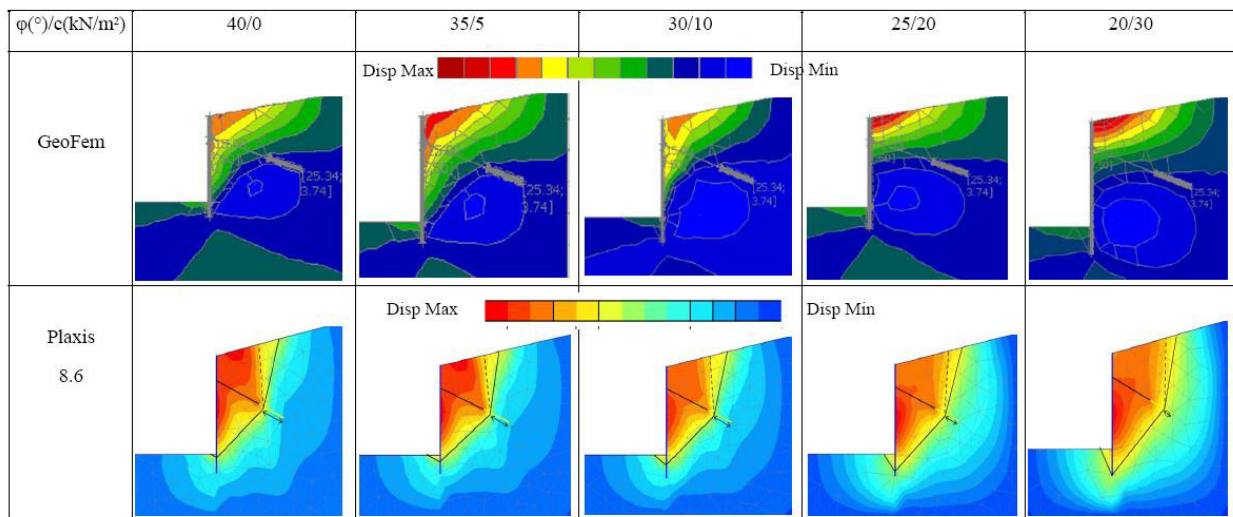 φ(°)/c(kN/m²) 40/0 35/5 30/10 25/20 20/30
Disp Max Disp Min
GeoFem
[25.34;
3.74]
[25.34;
3.74]
[25.34;
3.74]
[25.34;
3.74]
[25.34;
3.74]
Disp Max Disp Min
Plaxis
8.6